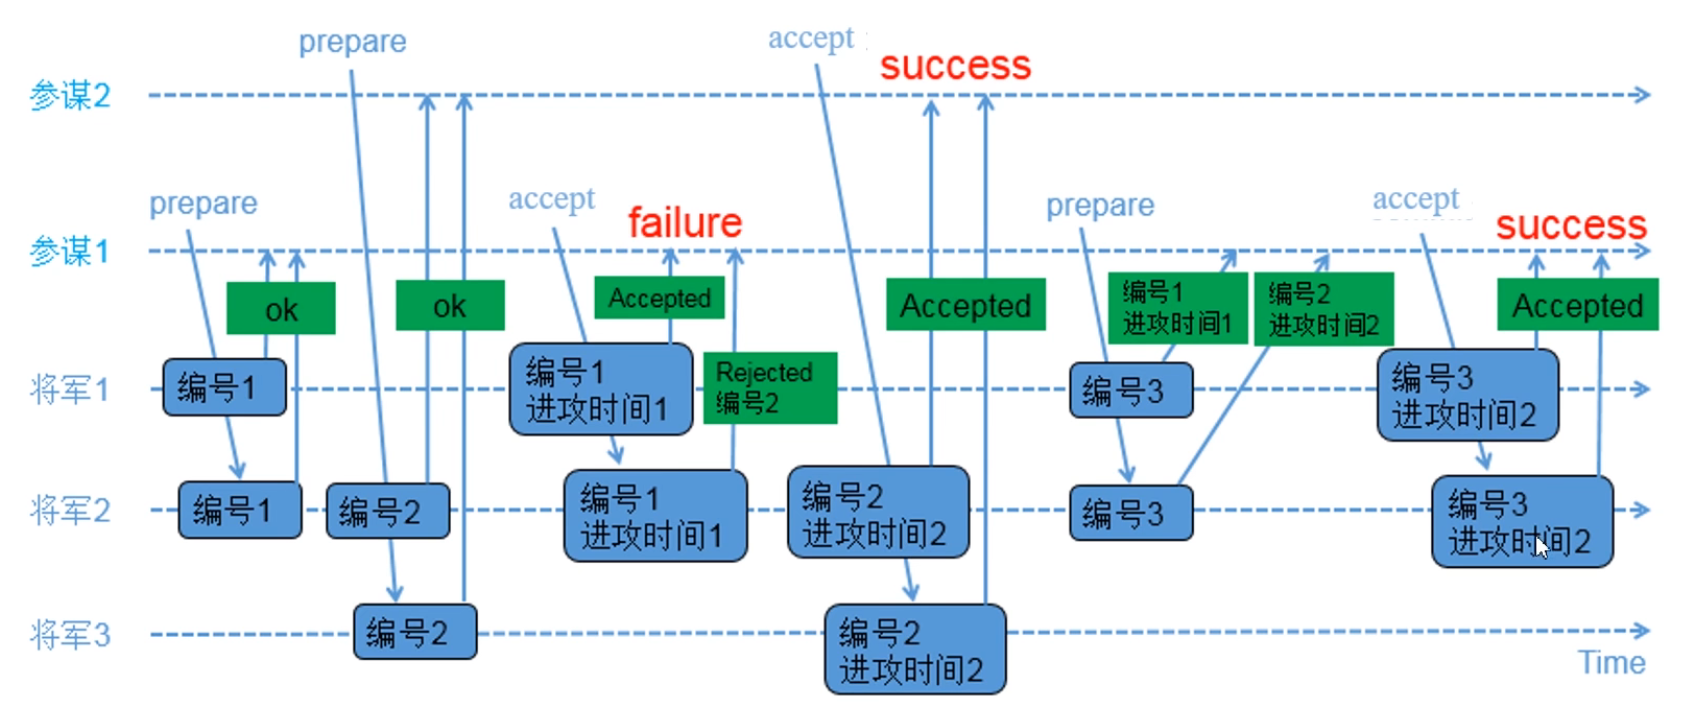 prepare
accept
success
参谋2
prepare
accept
failure
prepare
accept
success
参谋1
ok
ok
Accepted
Accepted
编号1
进攻时间1
编号2
进攻时间2
Accepted
将军1
编号1
编号1
进攻时间1
Rejected
编号2
编号3
编号3
进攻时间2
将军2
编号1
编号2
编号1
进攻时间1
编号2
进攻时间2
编号3
编号3
进攻时间2
将军3
编号2
编号2
进攻时间2
Time